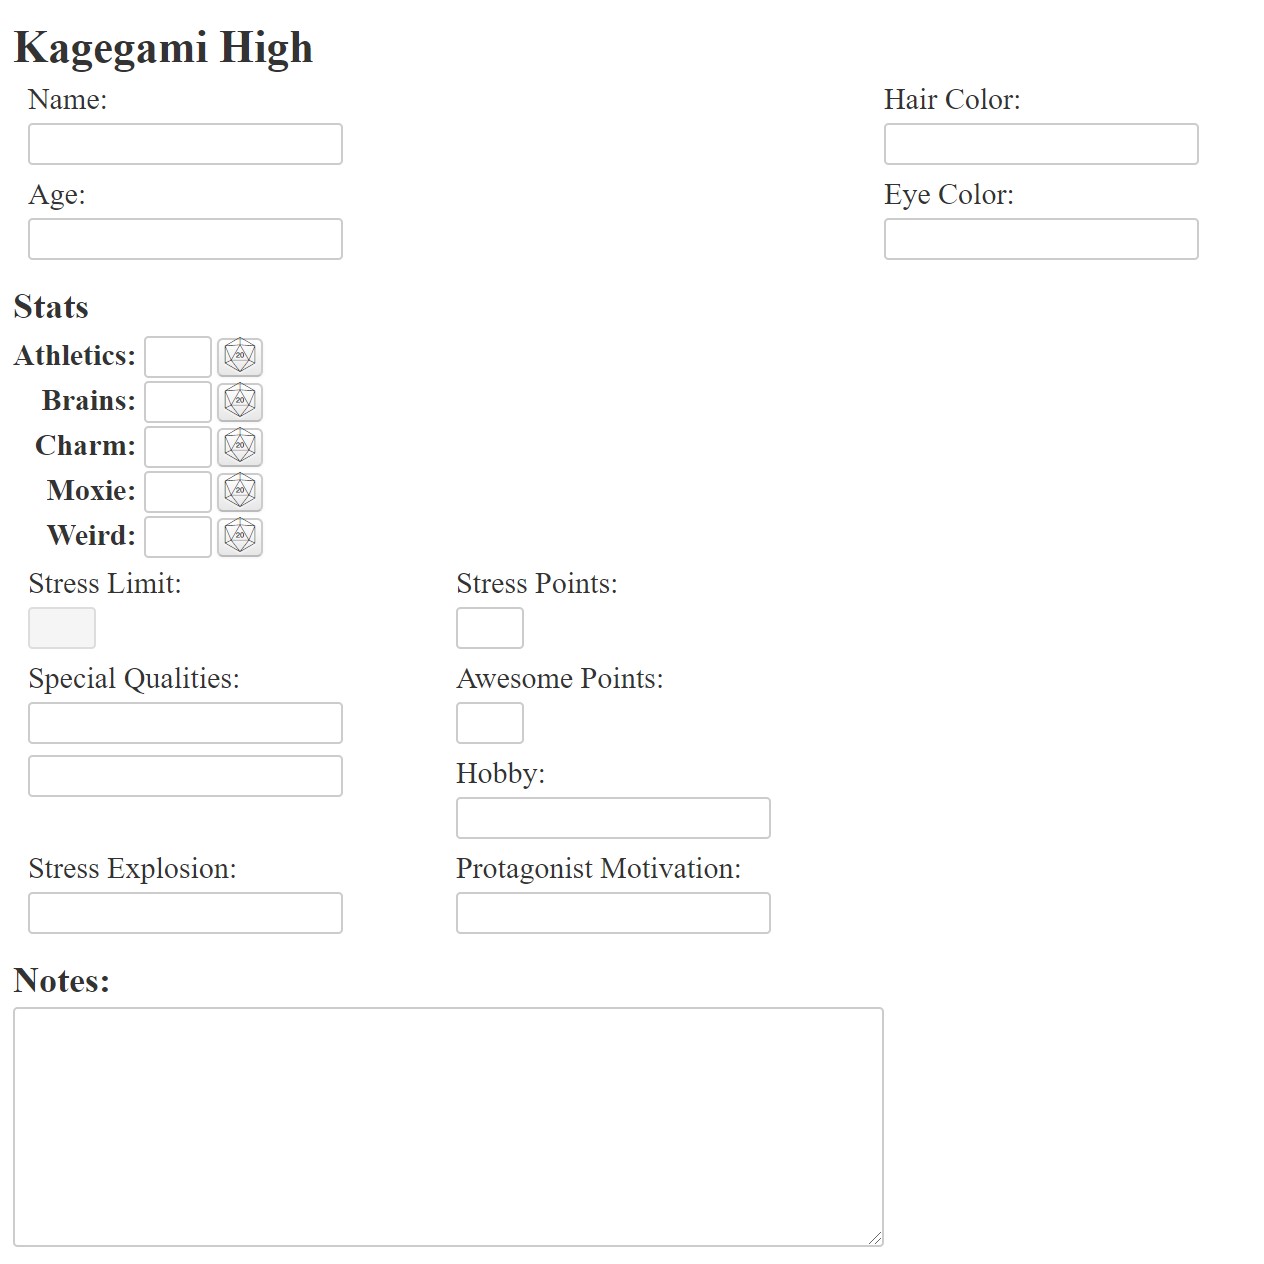 Kagegami High
Name:
Hair Color:
Age:
Eye Color:
Stats
Athletics:
20
Brains:
20
Charm:
20
Moxie:
20
Weird:
20
Stress Limit:
Stress Points:
Special Qualities:
Awesome Points:
Hobby:
Stress Explosion:
Protagonist Motivation:
Notes: